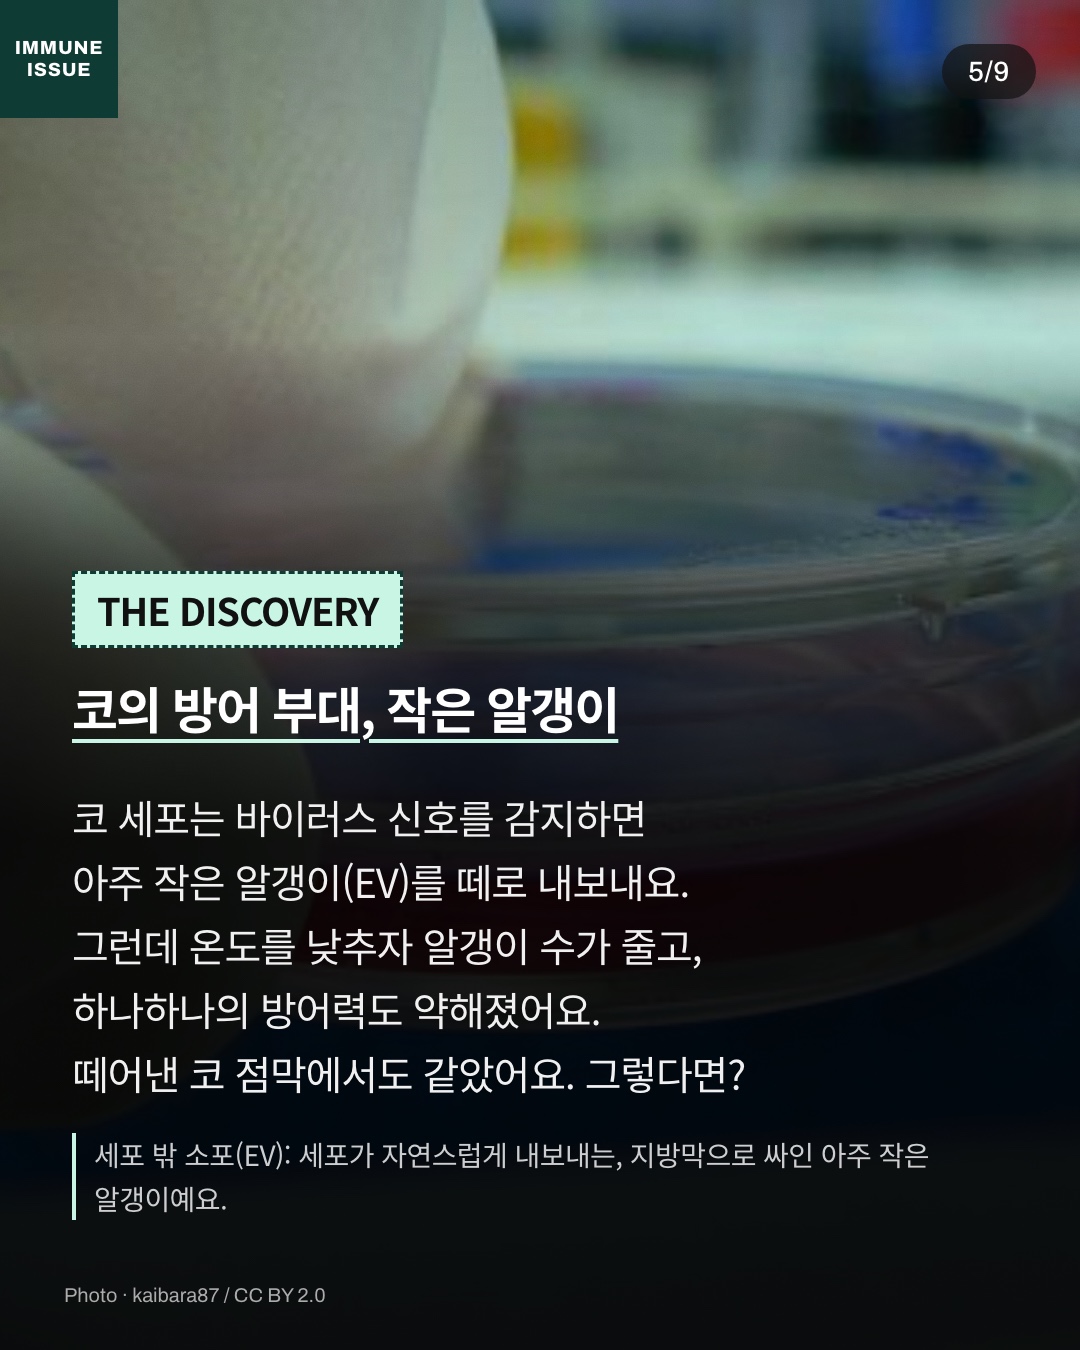 IMMUNE
ISSUE
5/9
THE DISCOVERY
코의 방어 부대, 작은 알갱이
코 세포는 바이러스 신호를 감지하면
아주 작은 알갱이(EV)를 떼로 내보내요.
그런데 온도를 낮추자 알갱이 수가 줄고,
하나하나의 방어력도 약해졌어요.
떼어낸 코 점막에서도 같았어요. 그렇다면?
세포 밖 소포(EV): 세포가 자연스럽게 내보내는, 지방막으로 싸인 아주 작은
알갱이예요.
Photo · kaibara87 / CC BY 2.0